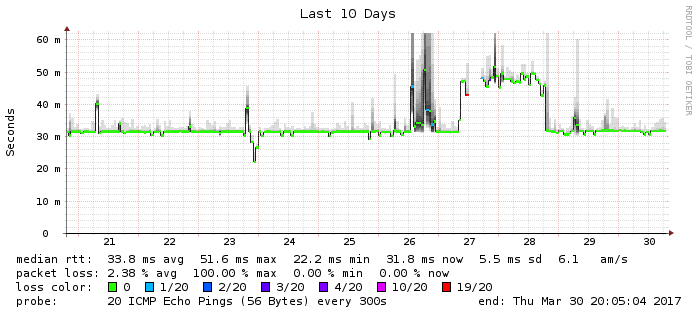 Last 10 Days
RRDTOOL / TOBI OETIKER
Seconds
60 m
50 m
40 m
30 m
20 m
10 m
0
21 22 23 24 25 26 27 28 29 30
median rtt: 33.8 ms avg 51.6 ms max 22.2 ms min 31.8 ms now 5.5 ms sd 6.1 am/s
packet loss: 2.38 % avg 100.00 % max 0.00 % min 0.00 % now
loss color: 0 1/20 2/20 3/20 4/20 10/20 19/20
probe: 20 ICMP Echo Pings (56 Bytes) every 300s end: Thu Mar 30 20:05:04 2017